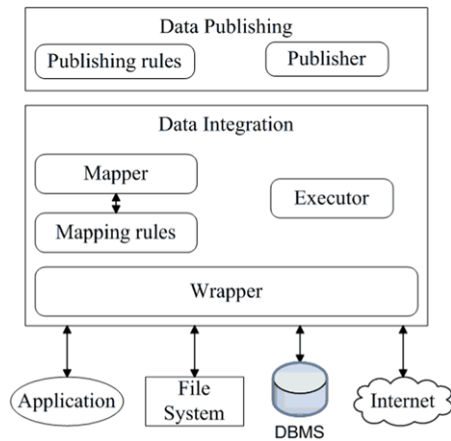 Data Publishing
Publishing rules
Publisher
Data Integration
Mapper
Executor
Mapping rules
Wrapper
Application
File
System
DBMS
Internet